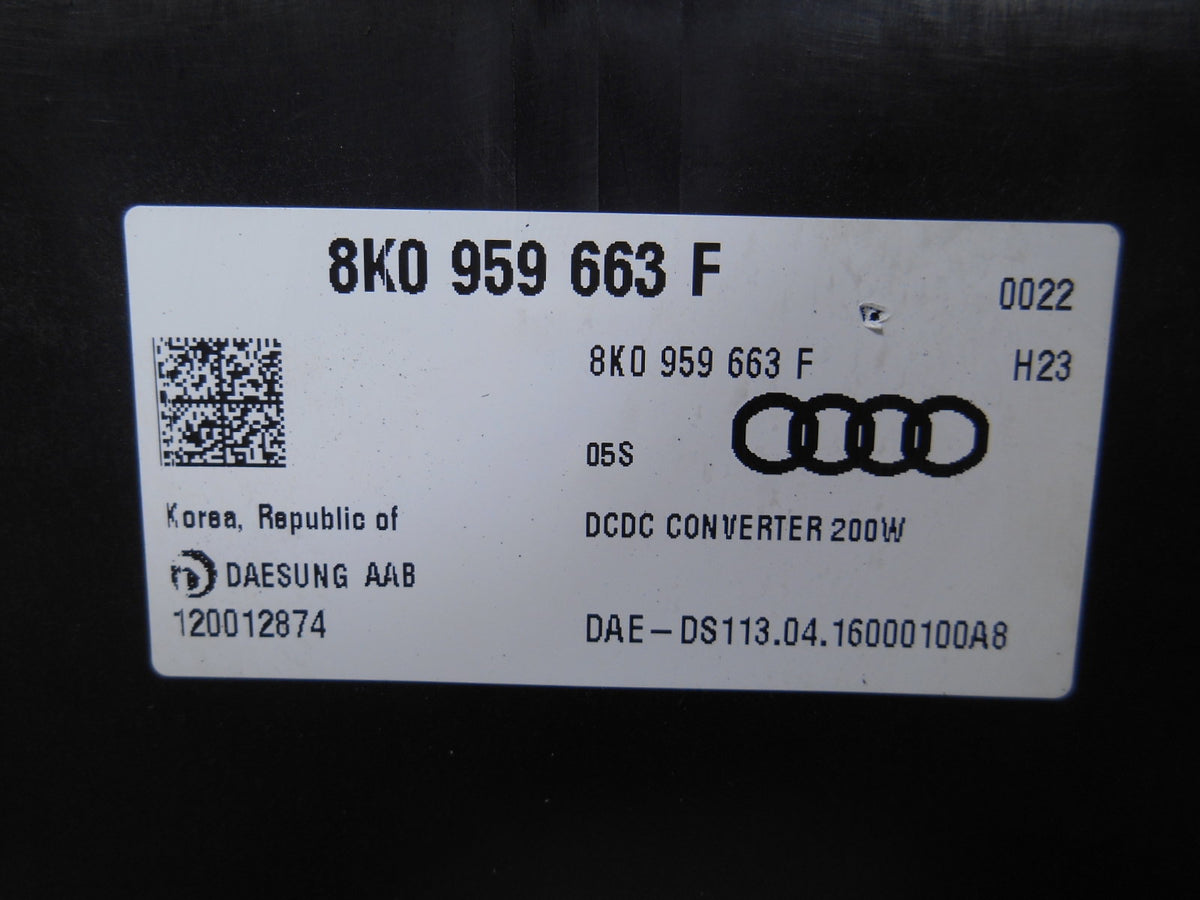 8K0 959 663 F
0022
8K0 959 663 F
H23
05S
Korea, Republic of
DCDC CONVERTER 200W
DAESUNG AAB
120012874
DAE-DS113.04.16000100A8